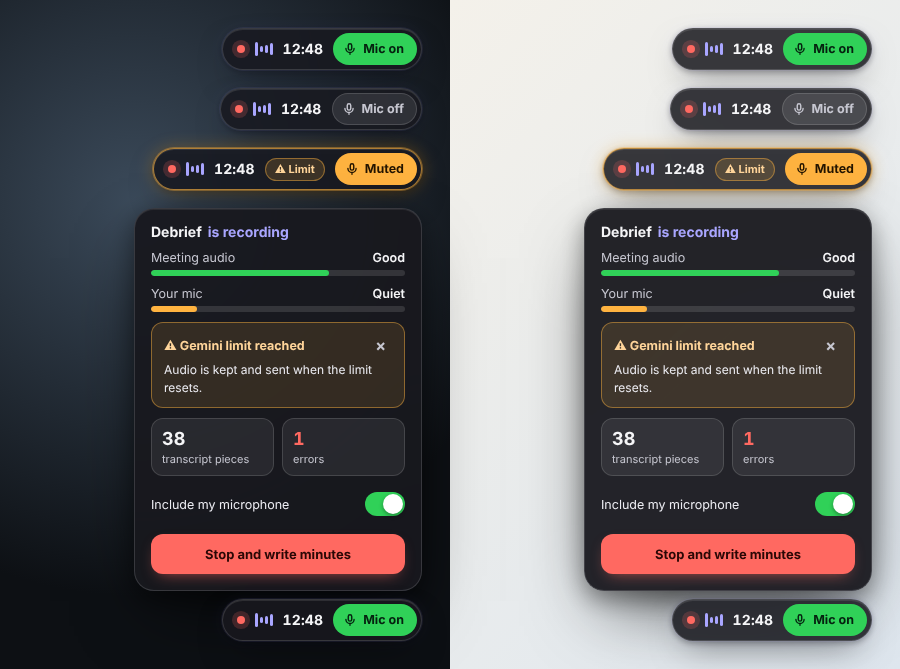 12:48 Mic on
12:48 Mic off
12:48 ⚠ Limit Muted
Debrief is recording
Meeting audio Good
Your mic Quiet
⚠ Gemini limit reached ×
Audio is kept and sent when the limit
resets.
38 1
transcript pieces errors
Include my microphone
Stop and write minutes
12:48 Mic on
12:48 Mic on
12:48 Mic off
12:48 ⚠ Limit Muted
Debrief is recording
Meeting audio Good
Your mic Quiet
⚠ Gemini limit reached ×
Audio is kept and sent when the limit
resets.
38 1
transcript pieces errors
Include my microphone
Stop and write minutes
12:48 Mic on